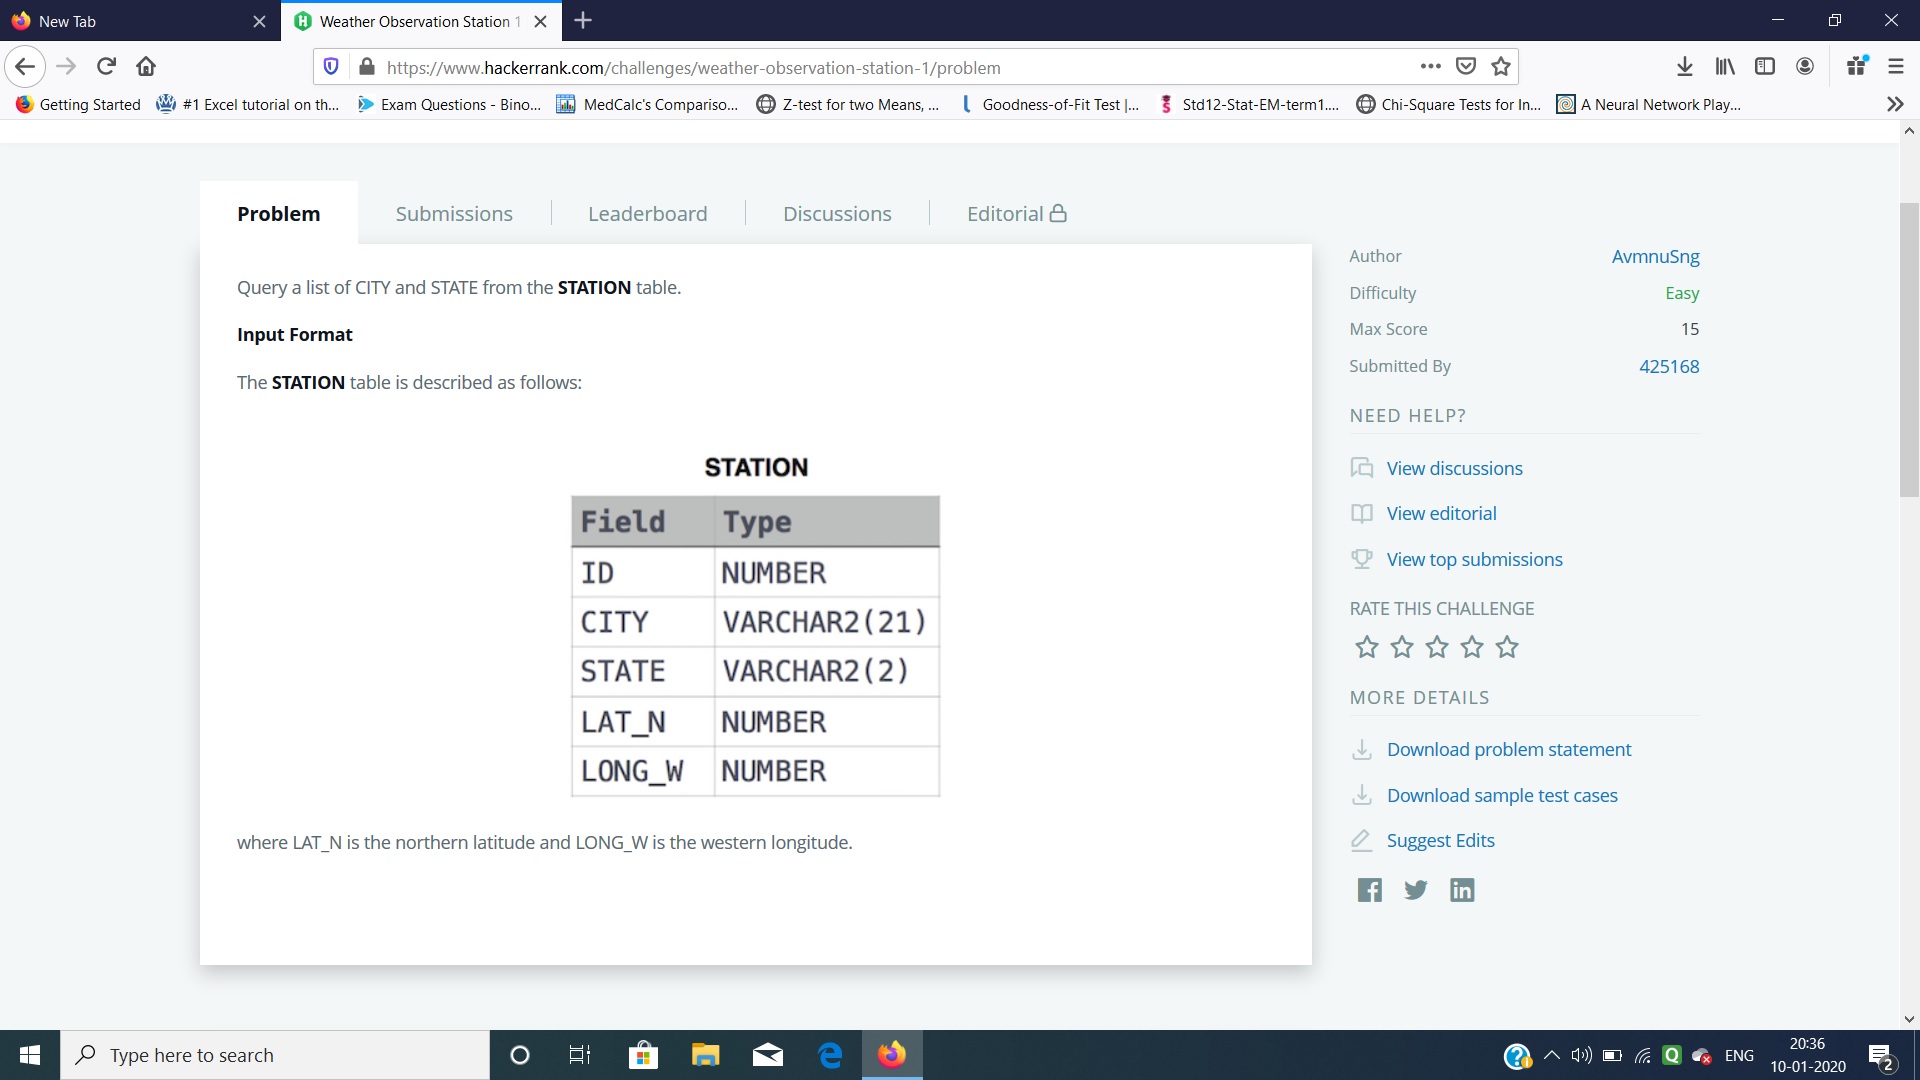 New Tab
Weather Observation Station 1
https://www.hackerrank.com/challenges/weather-observation-station-1/problem
Getting Started #1 Excel tutorial on th... Exam Questions - Bino... MedCalc's Compariso... Z-test for two Means, ... Goodness-of-Fit Test |... Std12-Stat-EM-term1.... Chi-Square Tests for In... A Neural Network Play...
Problem Submissions Leaderboard Discussions Editorial
Query a list of CITY and STATE from the STATION table.
Input Format
The STATION table is described as follows:
STATION
Field Type
ID NUMBER
CITY VARCHAR2(21)
STATE VARCHAR2(2)
LAT_N NUMBER
LONG_W NUMBER
where LAT_N is the northern latitude and LONG_W is the western longitude.
Author AvmnuSng
Difficulty Easy
Max Score 15
Submitted By 425168
NEED HELP?
View discussions
View editorial
View top submissions
RATE THIS CHALLENGE
MORE DETAILS
Download problem statement
Download sample test cases
Suggest Edits
Type here to search
ENG
20:36
10-01-2020
2